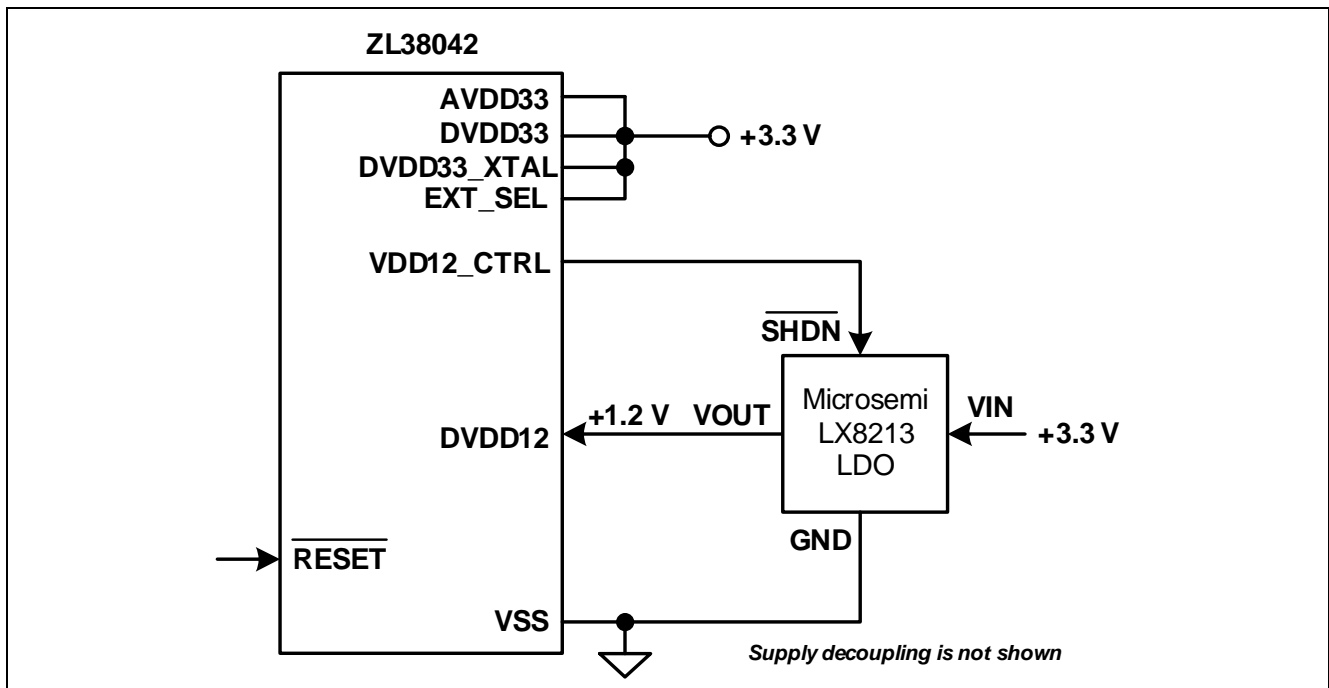 ZL38042
AVDD33
DVDD33
+3.3 V
DVDD33_XTAL
EXT_SEL
VDD12_CTRL
SHDN
Microsemi
LX8213
LDO
VIN
+3.3 V
+1.2 V VOUT
DVDD12
GND
RESET
VSS
Supply decoupling is not shown